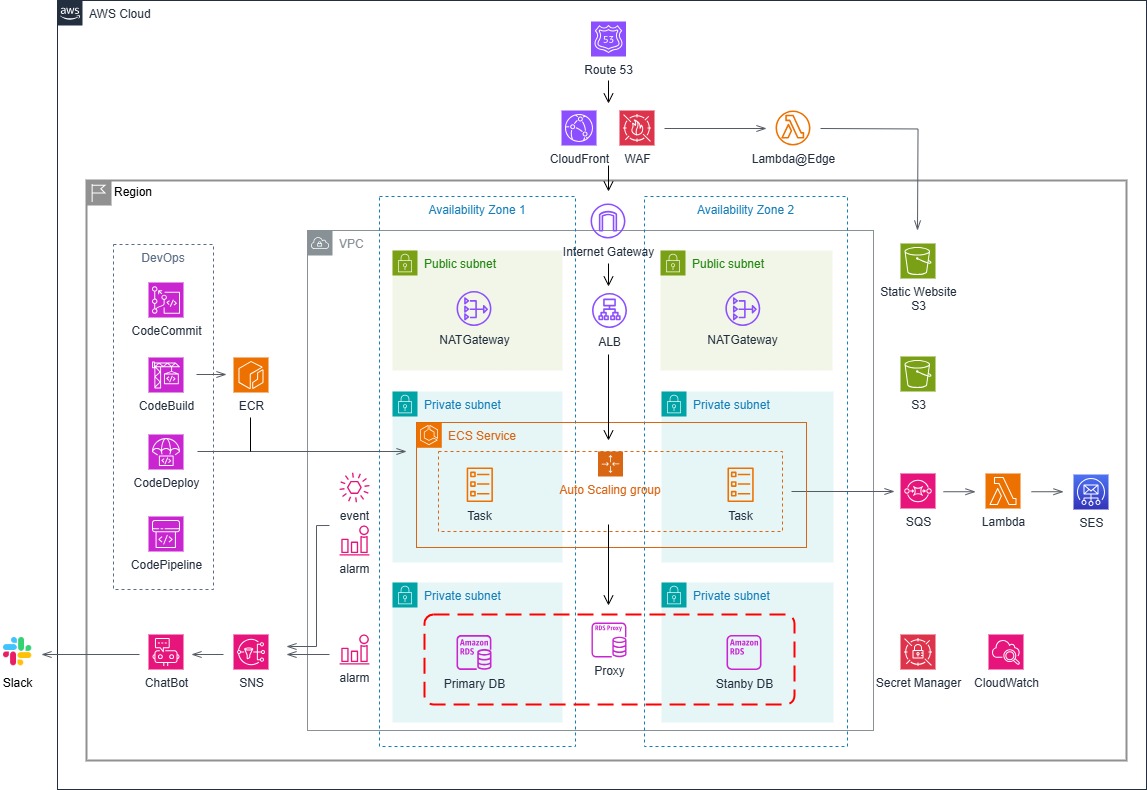 aws
AWS Cloud
53
Route 53
CloudFront
WAF
Lambda@Edge
Region
Availability Zone 1
Availability Zone 2
VPC
Internet Gateway
DevOps
Public subnet
Public subnet
Static Website
S3
CodeCommit
NATGateway
ALB
NATGateway
CodeBuild
ECR
Private subnet
Private subnet
S3
ECS Service
CodeDeploy
Auto Scaling group
event
Task
Task
SQS
Lambda
SES
CodePipeline
alarm
Private subnet
Private subnet
RDS Proxy
Amazon
RDS
Amazon
RDS
Proxy
Slack
ChatBot
SNS
alarm
Primary DB
Stanby DB
Secret Manager
CloudWatch